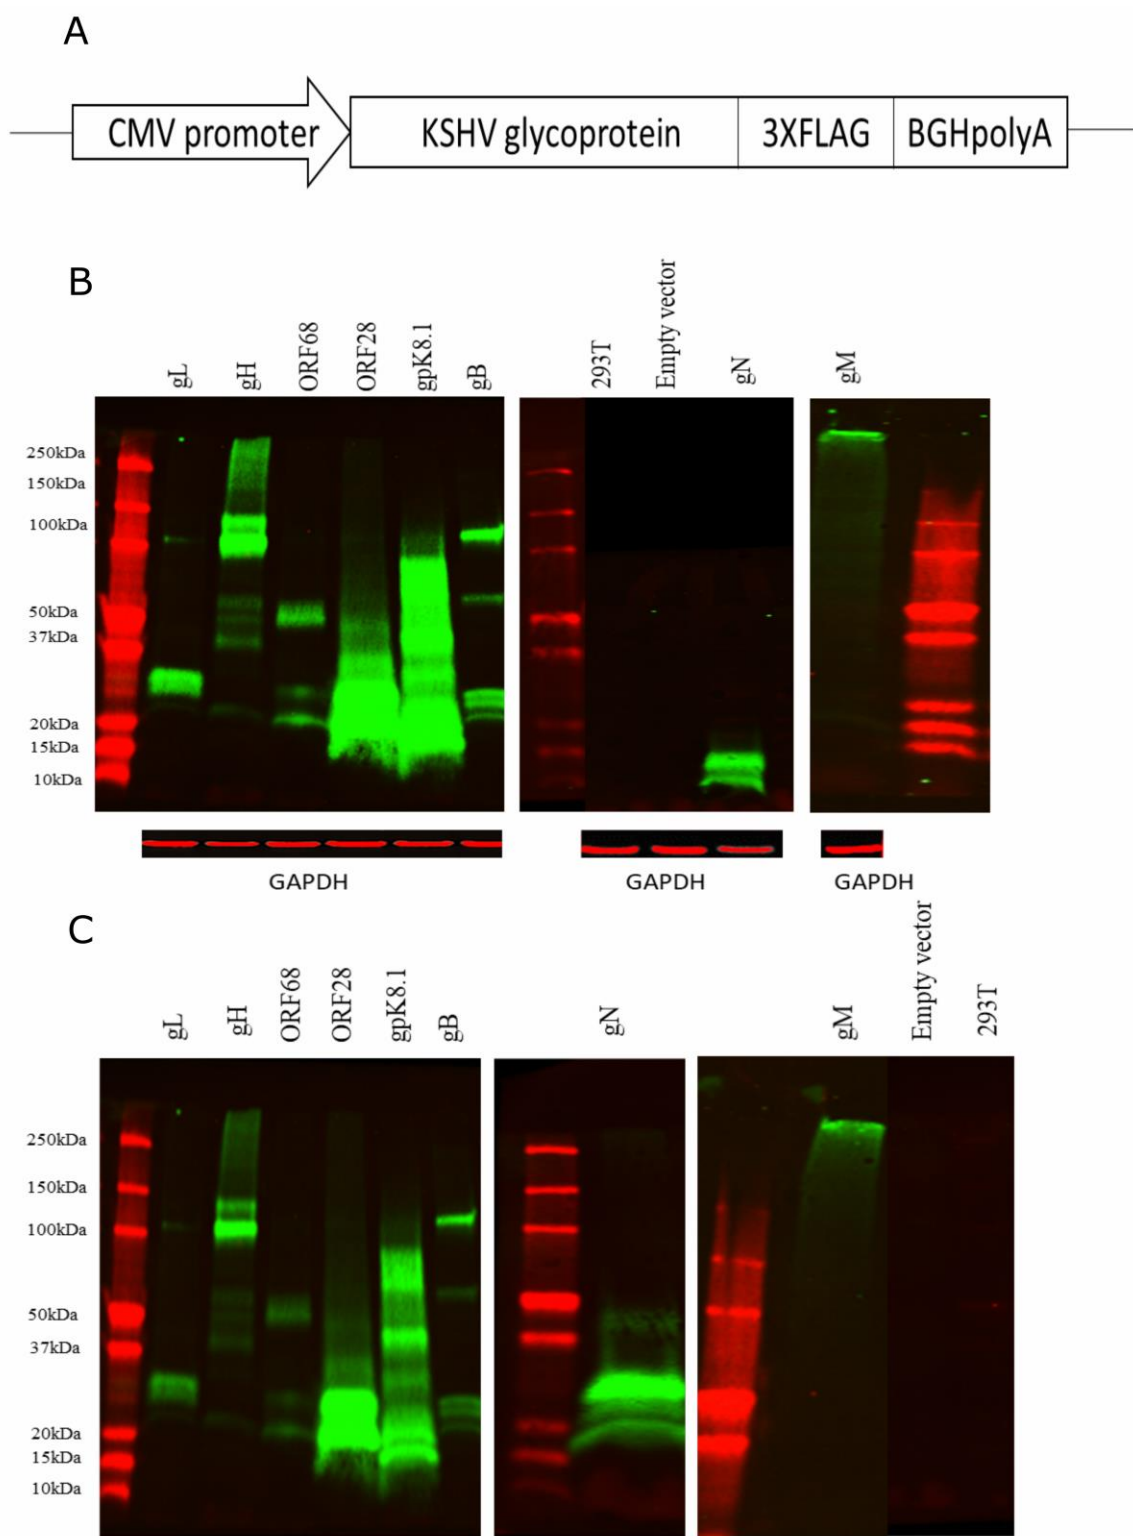 A
CMV promoter KSHV glycoprotein 3XFLAG BGHpolyA
B
gL gH ORF68 ORF28 gpK8.1 gB 293T Empty vector gN gM
250kDa
150kDa
100kDa
50kDa
37kDa
20kDa
15kDa
10kDa
GAPDH GAPDH GAPDH
C
gL gH ORF68 ORF28 gpK8.1 gB gN gM Empty vector 293T
250kDa
150kDa
100kDa
50kDa
37kDa
20kDa
15kDa
10kDa